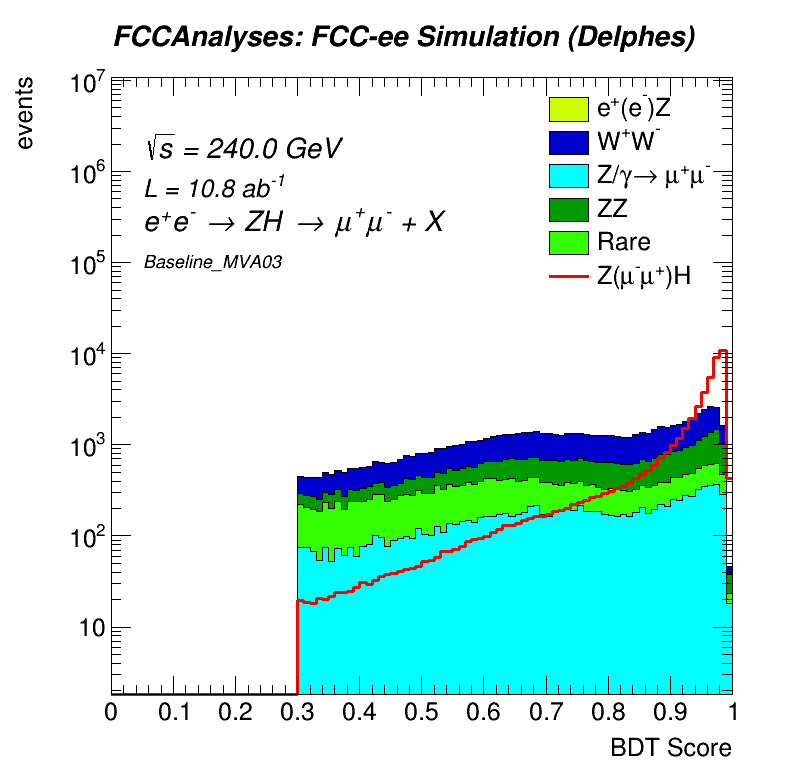 FCCAnalyses: FCC-ee Simulation (Delphes)
events
10⁷
10⁶
10⁵
10⁴
10³
10²
10
√s = 240.0 GeV
L = 10.8 ab⁻¹
e⁺e⁻ → ZH → μ⁺μ⁻ + X
Baseline_MVA03
e⁺(e⁻)Z
W⁺W⁻
Z/γ→ μ⁺μ⁻
ZZ
Rare
Z(μ⁻μ⁺)H
0 0.1 0.2 0.3 0.4 0.5 0.6 0.7 0.8 0.9 1
BDT Score